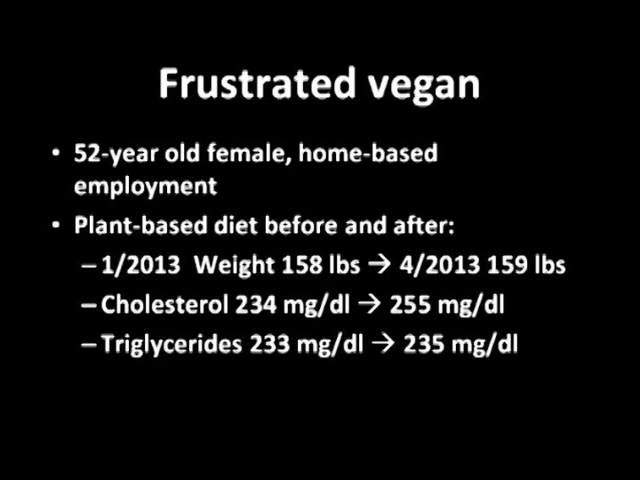 Frustrated vegan
• 52-year old female, home-based
employment
• Plant-based diet before and after:
–1/2013  Weight 158 lbs → 4/2013 159 lbs
–Cholesterol 234 mg/dl → 255 mg/dl
–Triglycerides 233 mg/dl → 235 mg/dl